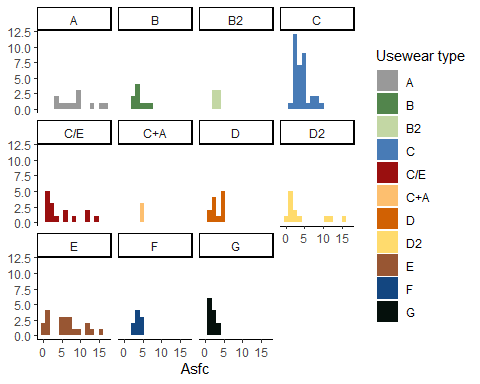 A B B2 C
12.5
10.0
7.5
5.0
2.5
0.0
C/E C+A D D2
12.5
10.0
7.5
5.0
2.5
0.0
0 5 10 15
E F G
12.5
10.0
7.5
5.0
2.5
0.0
0 5 10 15 0 5 10 15 0 5 10 15
Asfc
Usewear type
A
B
B2
C
C/E
C+A
D
D2
E
F
G